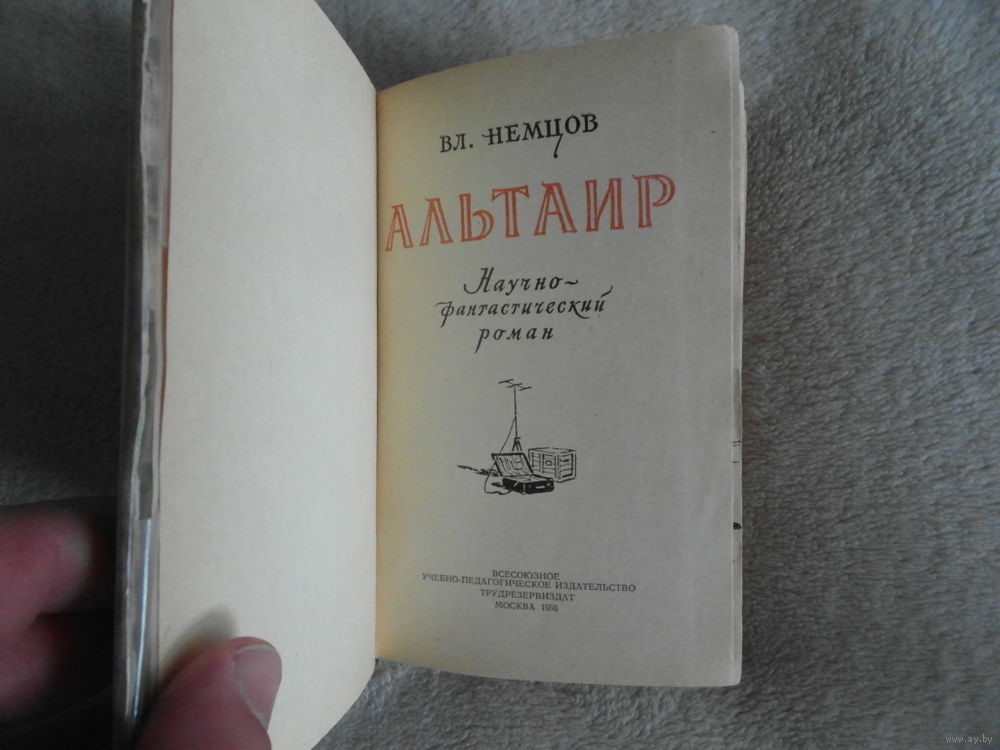 ВЛ. НЕМЦОВ
АЛЬТАИР
Научно-
фантастический
роман
ВСЕСОЮЗНОЕ
УЧЕБНО-ПЕДАГОГИЧЕСКОЕ ИЗДАТЕЛЬСТВО
ТРУДРЕЗЕРВИЗДАТ
МОСКВА 1956
www.ay.by